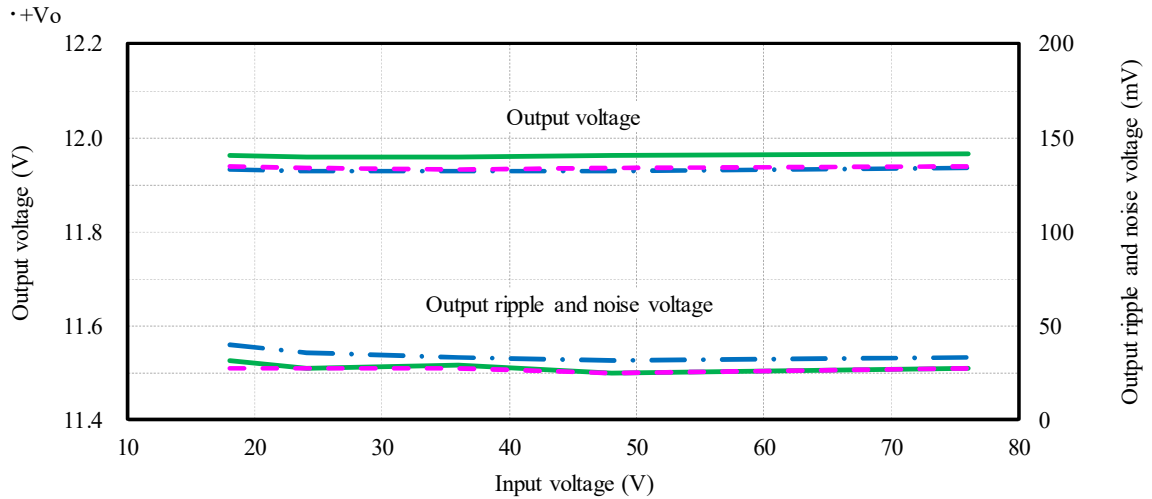 ・+Vo
12.2
12.0
11.8
11.6
11.4
Output voltage (V)
200
150
100
50
0
Output ripple and noise voltage (mV)
Output voltage
Output ripple and noise voltage
10 20 30 40 50 60 70 80
Input voltage (V)